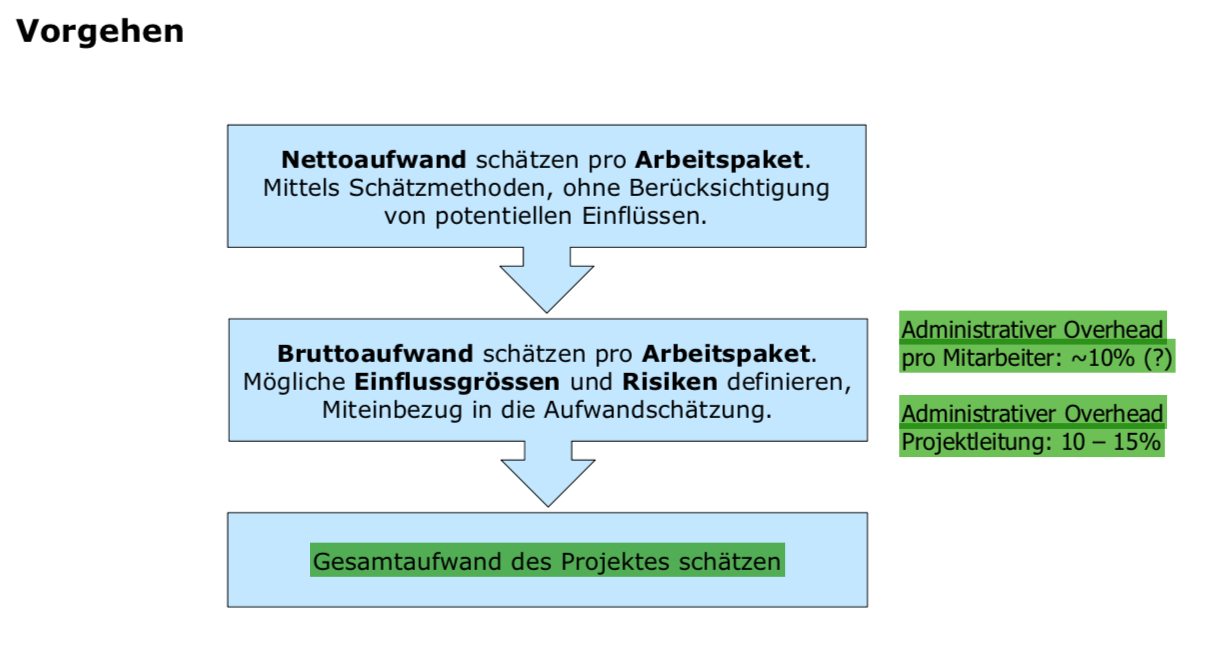 Vorgehen
Nettoaufwand schätzen pro Arbeitspaket.
Mittels Schätzmethoden, ohne Berücksichtigung
von potentiellen Einflüssen.
Bruttoaufwand schätzen pro Arbeitspaket.
Mögliche Einflussgrössen und Risiken definieren,
Miteinbezug in die Aufwandschätzung.
Administrativer Overhead
pro Mitarbeiter: ~10% (?)
Administrativer Overhead
Projektleitung: 10 – 15%
Gesamtaufwand des Projektes schätzen